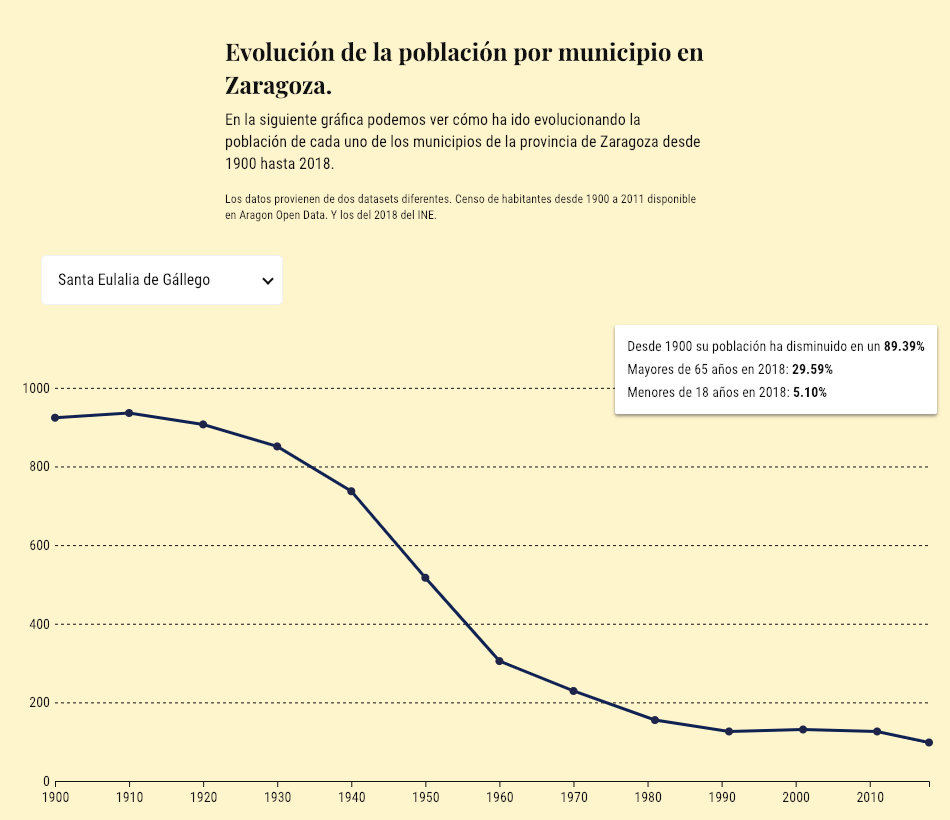 Evolución de la población por municipio en
Zaragoza.
En la siguiente gráfica podemos ver cómo ha ido evolucionando la
población de cada uno de los municipios de la provincia de Zaragoza desde
1900 hasta 2018.
Los datos provienen de dos datasets diferentes. Censo de habitantes desde 1900 a 2011 disponible
en Aragon Open Data. Y los del 2018 del INE.
Santa Eulalia de Gállego
Desde 1900 su población ha disminuido en un 89.39%
Mayores de 65 años en 2018: 29.59%
Menores de 18 años en 2018: 5.10%
1000
800
600
400
200
0
1900 1910 1920 1930 1940 1950 1960 1970 1980 1990 2000 2010